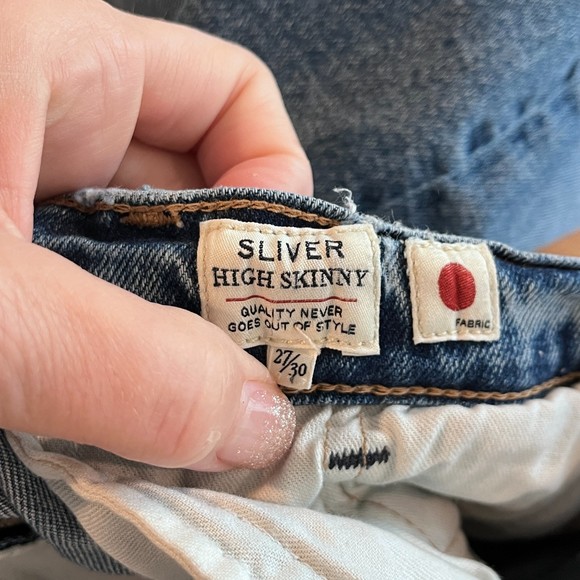 SLIVER
HIGH SKINNY
QUALITY NEVER
GOES OUT OF STYLE
27/30
FABRIC